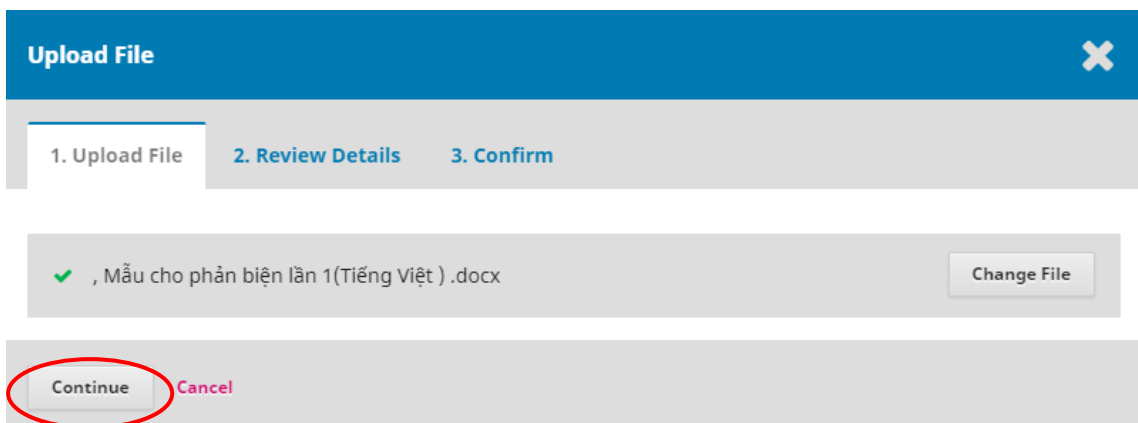 Upload File
1. Upload File 2. Review Details 3. Confirm
, Mẫu cho phản biện lần 1(Tiếng Việt ) .docx Change File
Continue Cancel